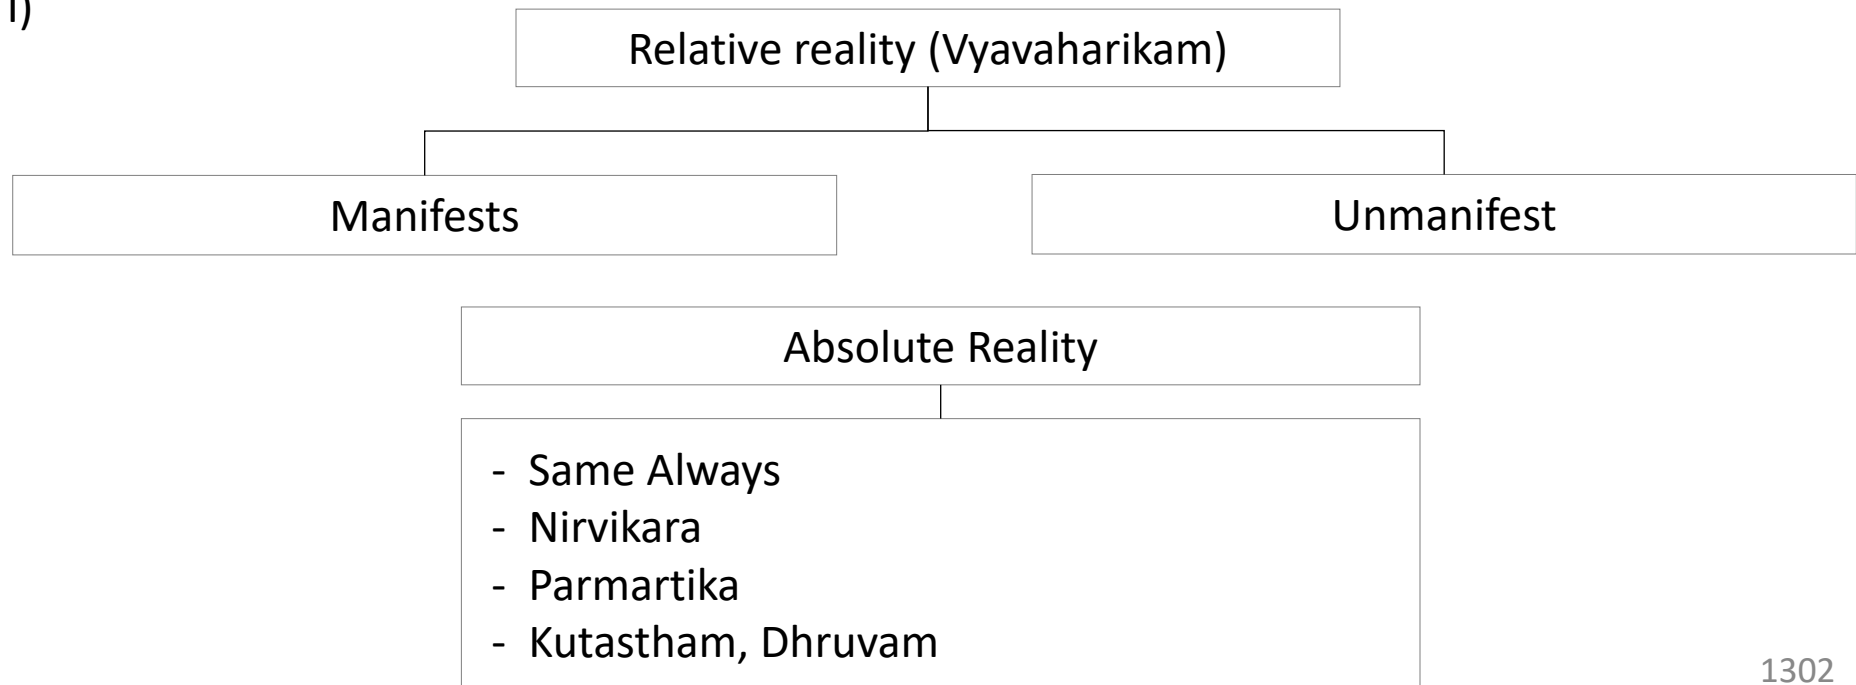 I)
Relative reality (Vyavaharikam)
Manifests
Unmanifest
Absolute Reality
- Same Always
- Nirvikara
- Parmartika
- Kutastham, Dhruvam
1302